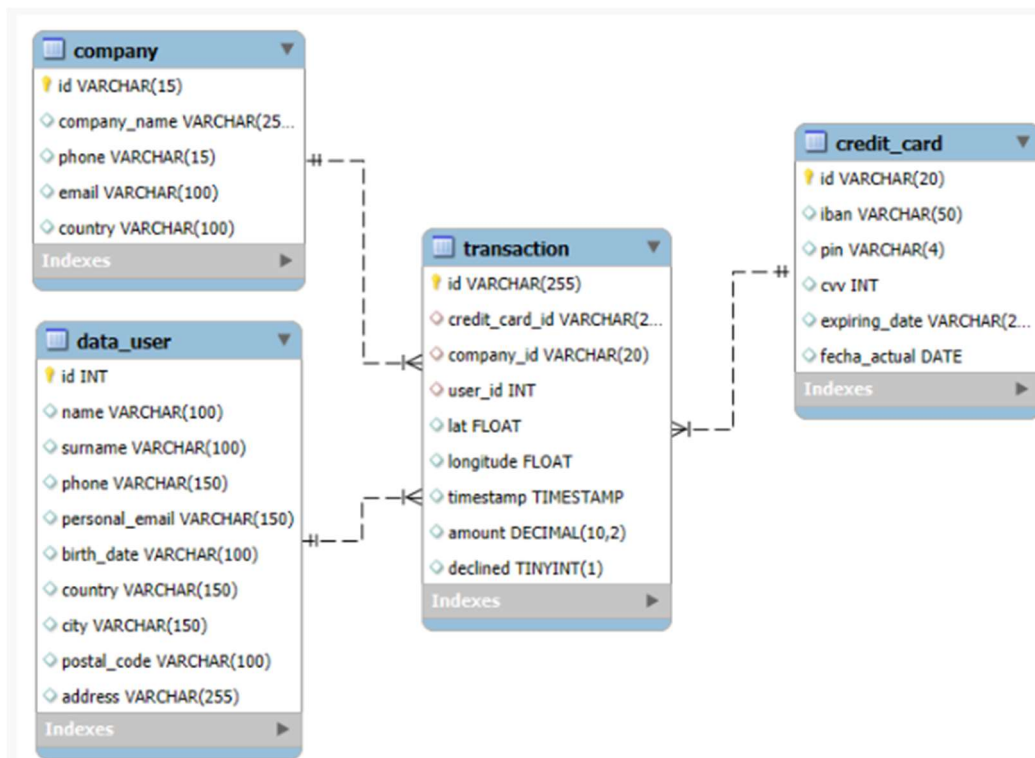 company
id VARCHAR(15)
company_name VARCHAR(25...
phone VARCHAR(15)
email VARCHAR(100)
country VARCHAR(100)
Indexes
data_user
id INT
name VARCHAR(100)
surname VARCHAR(100)
phone VARCHAR(150)
personal_email VARCHAR(150)
birth_date VARCHAR(100)
country VARCHAR(150)
city VARCHAR(150)
postal_code VARCHAR(100)
address VARCHAR(255)
Indexes
transaction
id VARCHAR(255)
credit_card_id VARCHAR(2...
company_id VARCHAR(20)
user_id INT
lat FLOAT
longitude FLOAT
timestamp TIMESTAMP
amount DECIMAL(10,2)
declined TINYINT(1)
Indexes
credit_card
id VARCHAR(20)
iban VARCHAR(50)
pin VARCHAR(4)
cvv INT
expiring_date VARCHAR(2...
fecha_actual DATE
Indexes